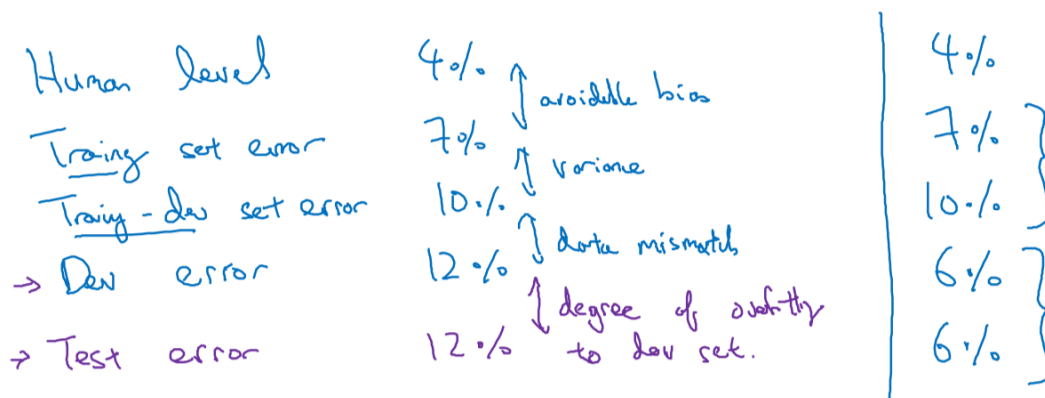 Human level 4% 4%
avoidable bias
Training set error 7% 7%
variance
Training-dev set error 10% 10%
data mismatch
→ Dev error 12% 6%
degree of overfitting
→ Test error 12% to dev set. 6%